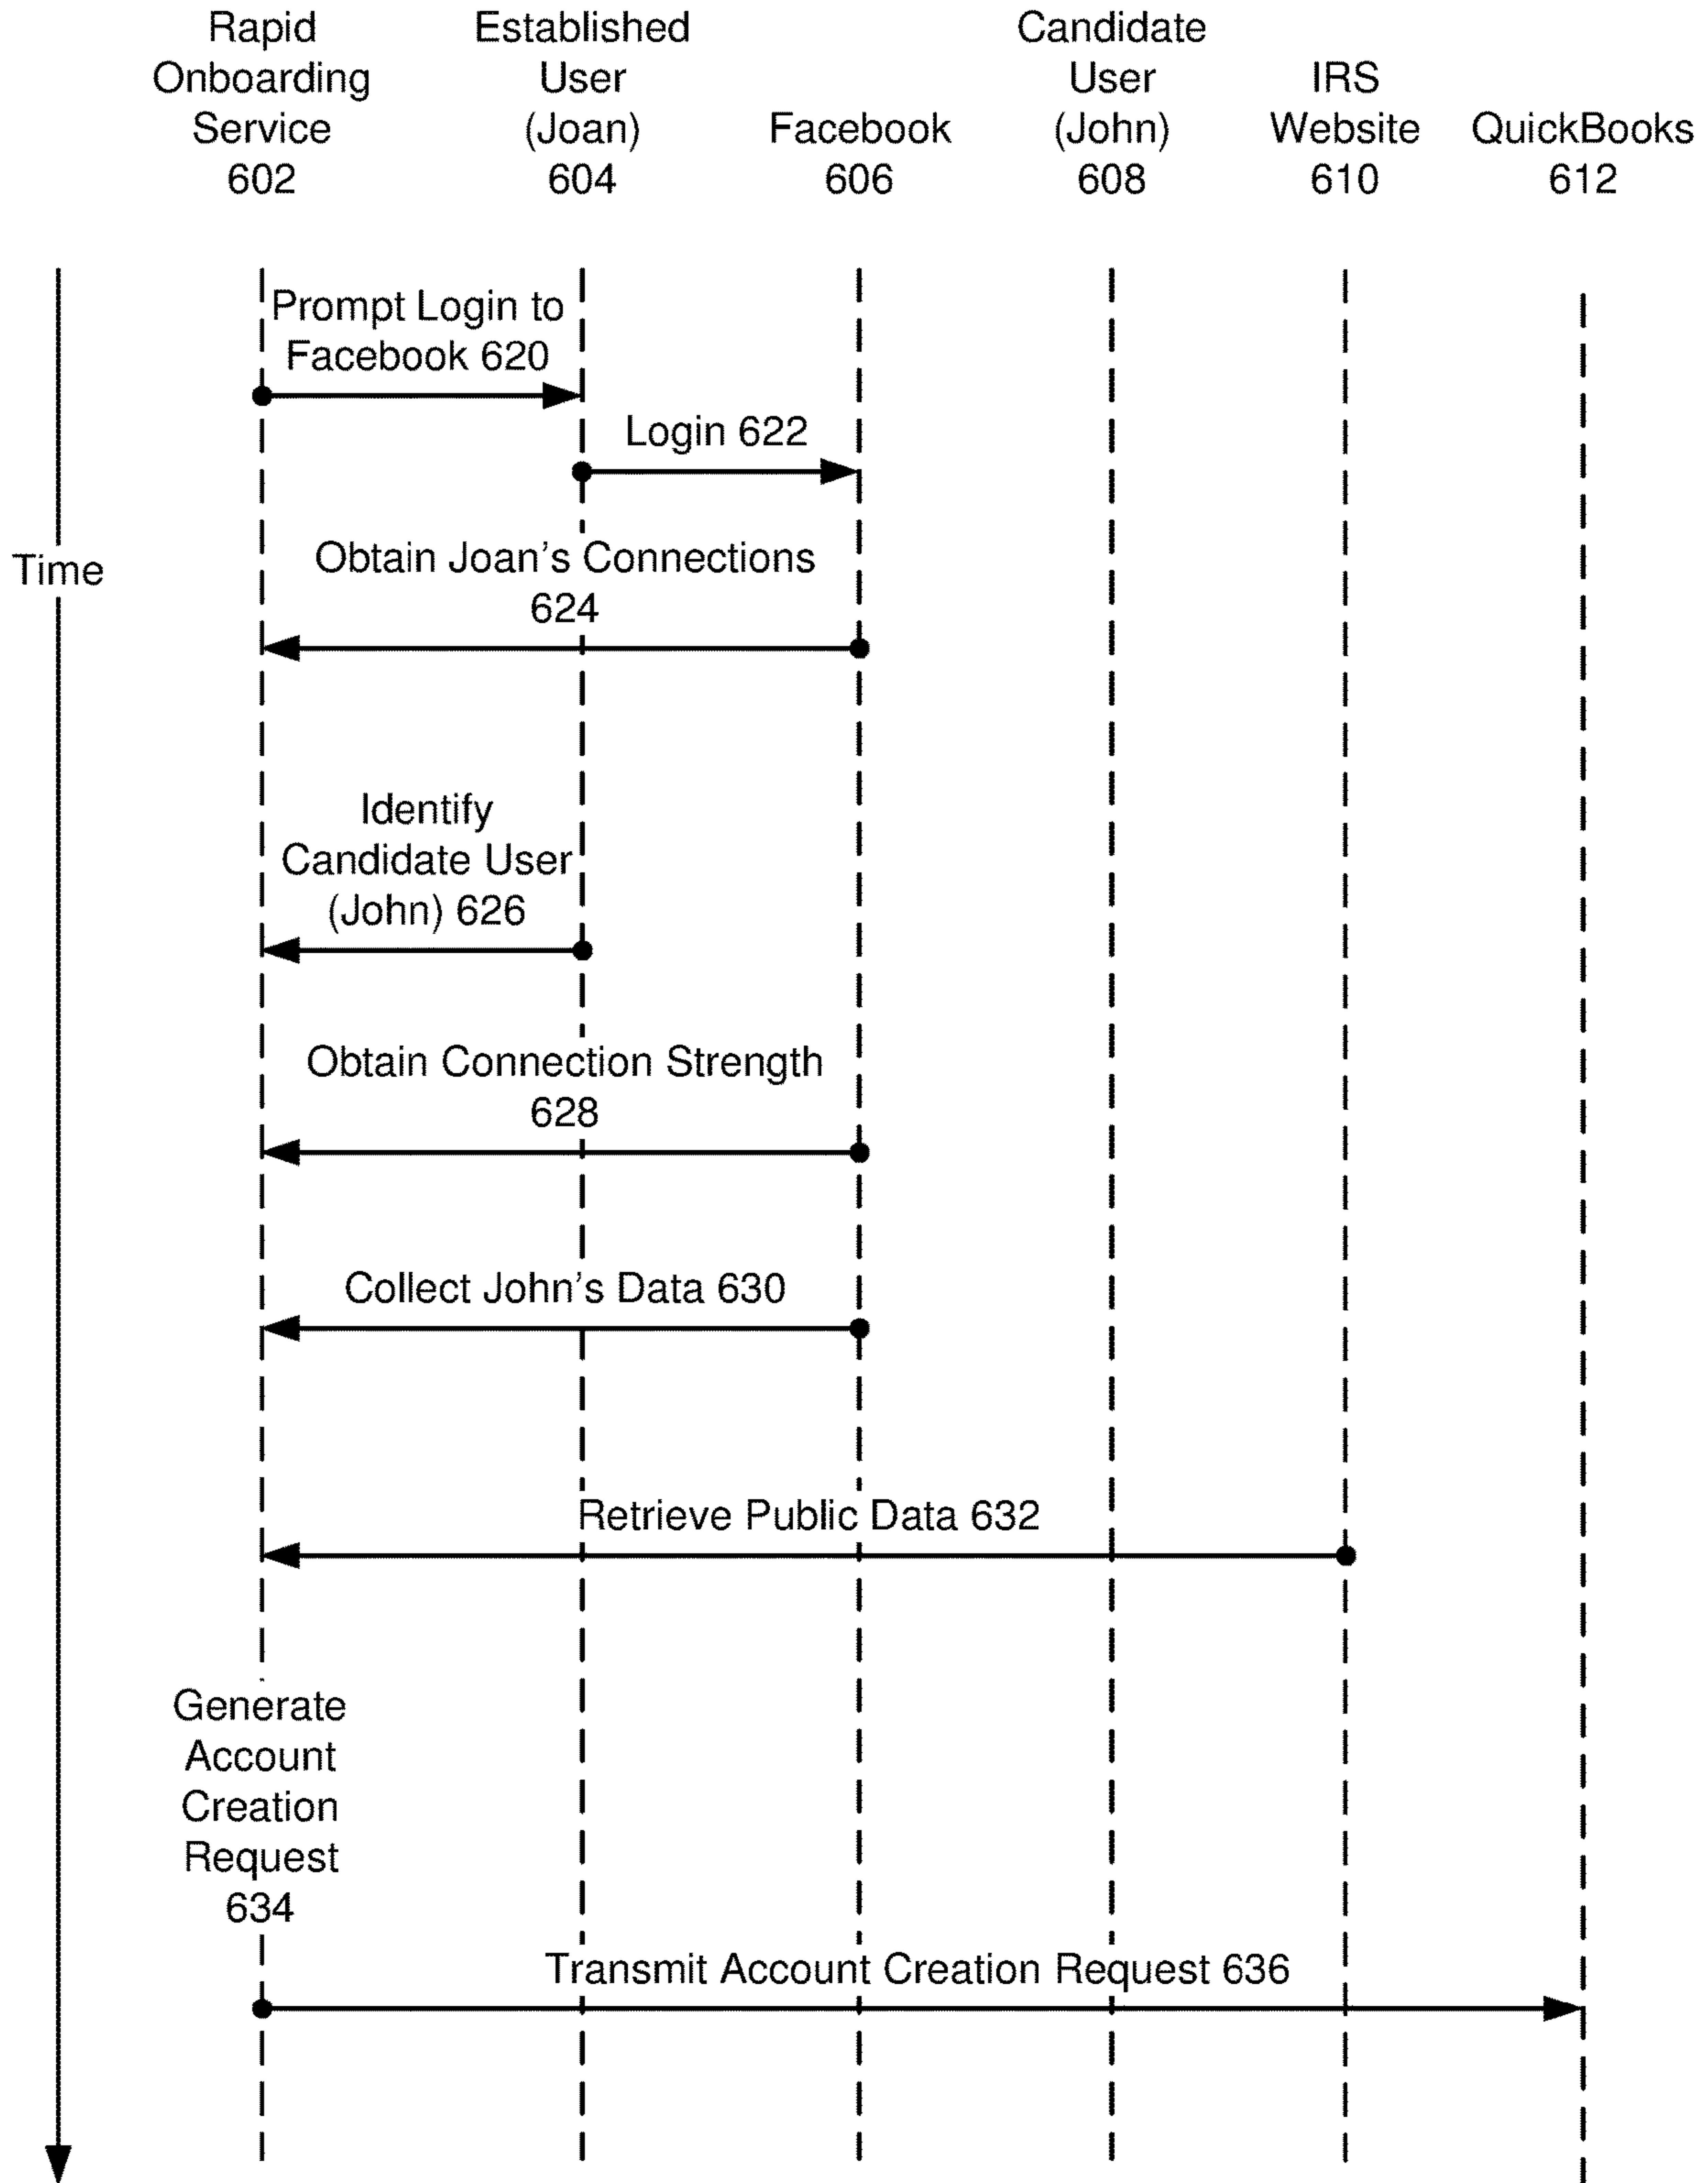 Rapid
Onboarding
Service
602
Established
User
(Joan)
604
Facebook
606
Candidate
User
(John)
608
IRS
Website
610
QuickBooks
612
Time
Prompt Login to
Facebook 620
Login 622
Obtain Joan's Connections
624
Identify
Candidate User
(John) 626
Obtain Connection Strength
628
Collect John's Data 630
Retrieve Public Data 632
Generate
Account
Creation
Request
634
Transmit Account Creation Request 636